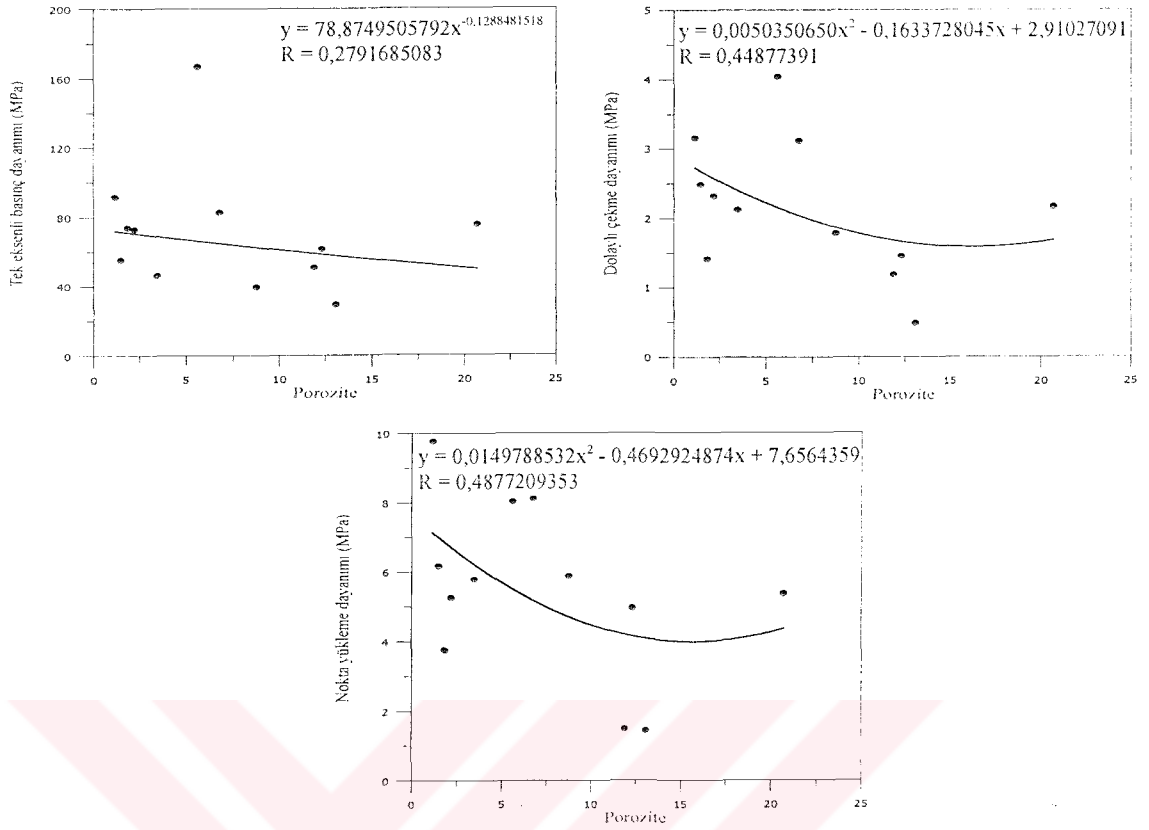 y = 78,8749505792x^-0.1288481518
R = 0,2791685083
Tek eksenli basınç dayanımı (MPa)
200
160
120
80
40
0
0 5 10 15 20 25
Porozite
y = 0,0050350650x² - 0,1633728045x + 2,91027091
R = 0,44877391
Dolaylı çekme dayanımı (MPa)
5
4
3
2
1
0
0 5 10 15 20 25
Porozite
y = 0,0149788532x² - 0,4692924874x + 7,6564359
R = 0,4877209353
Nokta yükleme dayanımı (MPa)
10
8
6
4
2
0
0 5 10 15 20 25
Porozite